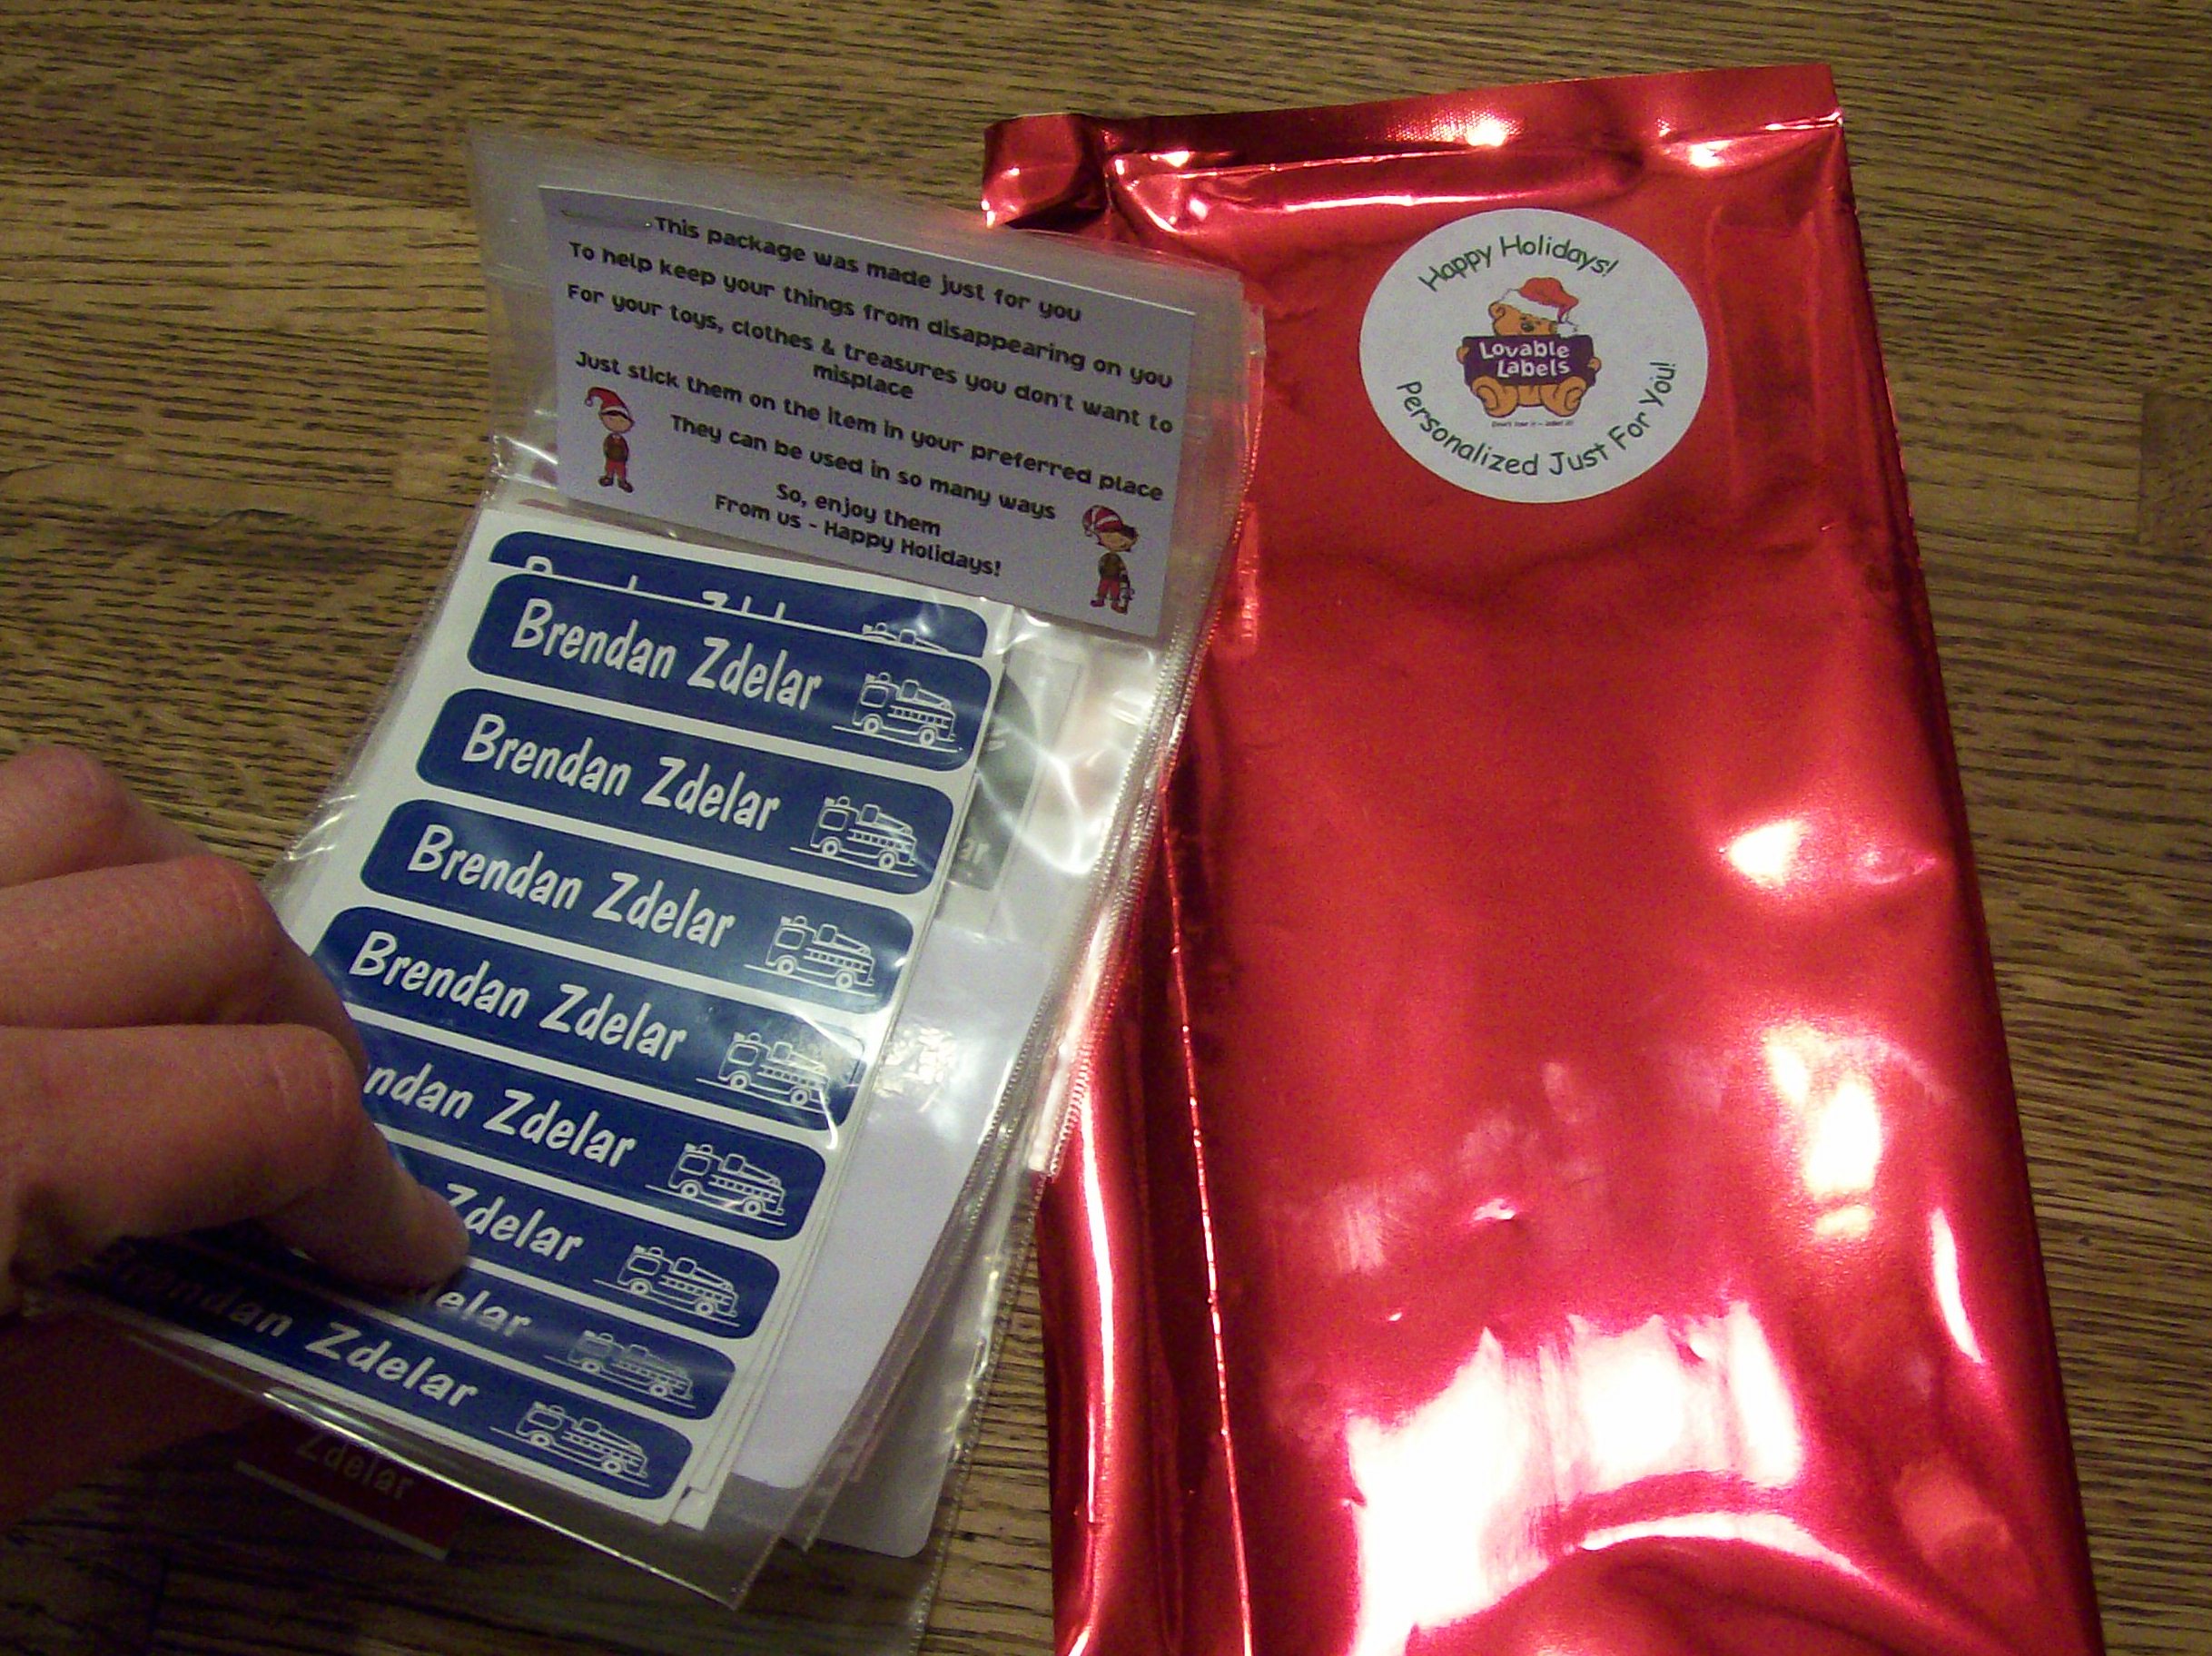 This package was made just for you
To help keep your things from disappearing on you
For your toys, clothes & treasures you don't want to
misplace
Just stick them on the item in your preferred place
They can be used in so many ways
So, enjoy them
From us - Happy Holidays!
Brendan Zdelar
Brendan Zdelar
Brendan Zdelar
Brendan Zdelar
ndan Zdelar
Zdelar
delar
Brendan Zdelar
Zdelar
Happy Holidays!
Lovable
Labels
Personalized Just For You!